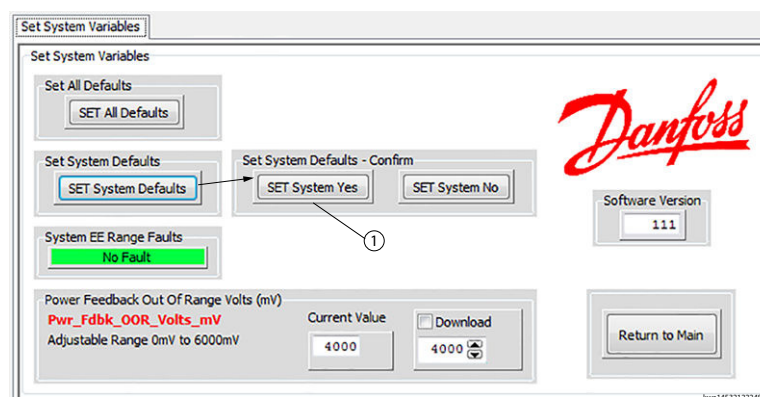 Set System Variables
Set System Variables
Set All Defaults
SET All Defaults
Danfoss
Set System Defaults
SET System Defaults
Set System Defaults - Confirm
SET System Yes
SET System No
Software Version
111
1
System EE Range Faults
No Fault
Power Feedback Out Of Range Volts (mV)
Pwr_Fdbk_OOR_Volts_mV
Adjustable Range 0mV to 6000mV
Current Value
4000
Download
4000
Return to Main